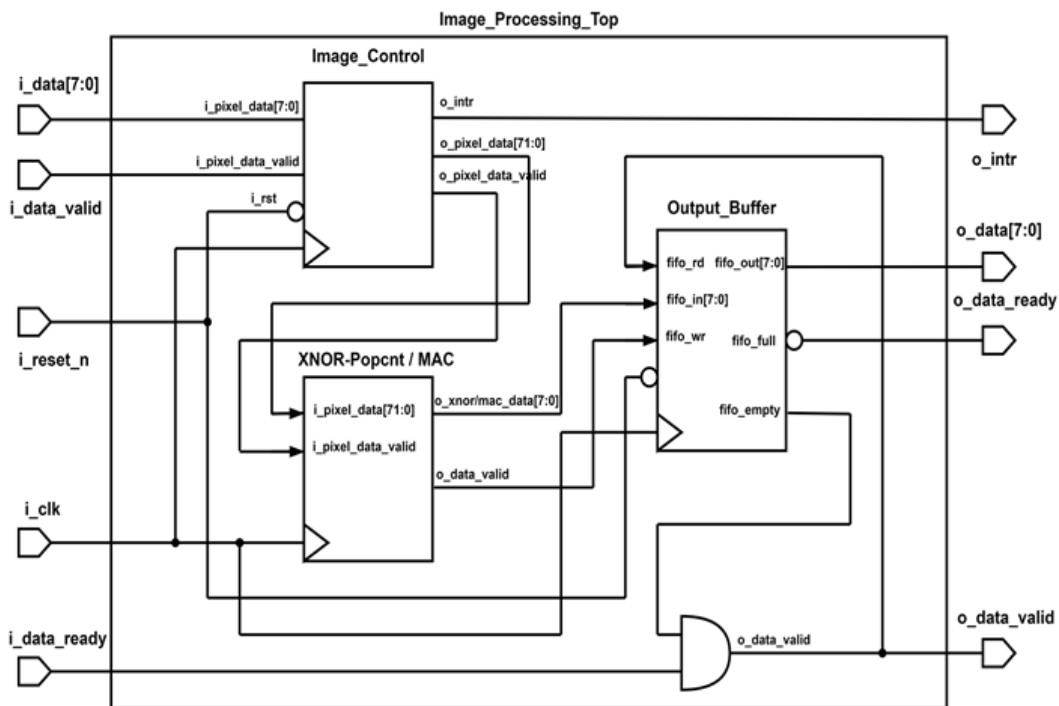 Image_Processing_Top
Image_Control
i_data[7:0]
i_pixel_data[7:0]
o_intr
o_pixel_data[71:0]
i_pixel_data_valid
o_pixel_data_valid
i_data_valid
i_rst
o_intr
Output_Buffer
o_data[7:0]
fifo_rd
fifo_out[7:0]
fifo_in[7:0]
o_data_ready
fifo_wr
fifo_full
i_reset_n
XNOR-Popcnt / MAC
o_xnor/mac_data[7:0]
i_pixel_data[71:0]
fifo_empty
i_pixel_data_valid
o_data_valid
i_clk
i_data_ready
o_data_valid
o_data_valid